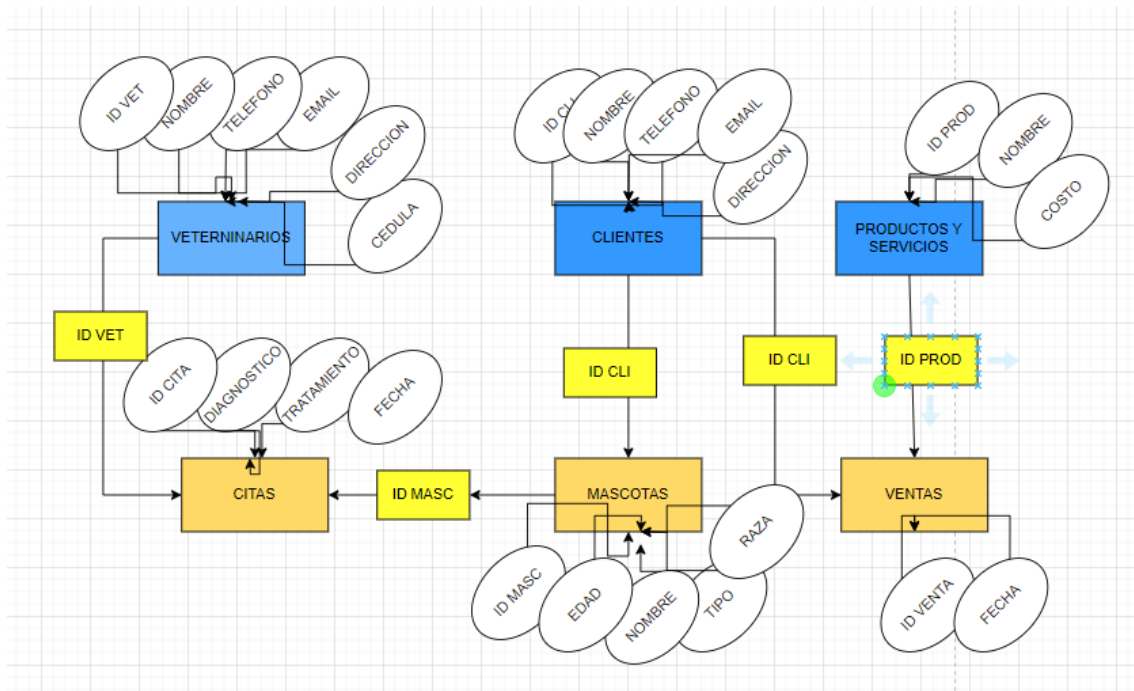 ID VET
NOMBRE
TELEFONO
EMAIL
DIRECCION
CEDULA
ID CLI
NOMBRE
TELEFONO
EMAIL
DIRECCION
ID PROD
NOMBRE
COSTO
VETERNINARIOS
CLIENTES
PRODUCTOS Y
SERVICIOS
ID VET
ID CLI
ID CLI
ID PROD
ID CITA
DIAGNOSTICO
TRATAMIENTO
FECHA
CITAS
ID MASC
MASCOTAS
VENTAS
ID MASC
EDAD
NOMBRE
TIPO
RAZA
ID VENTA
FECHA